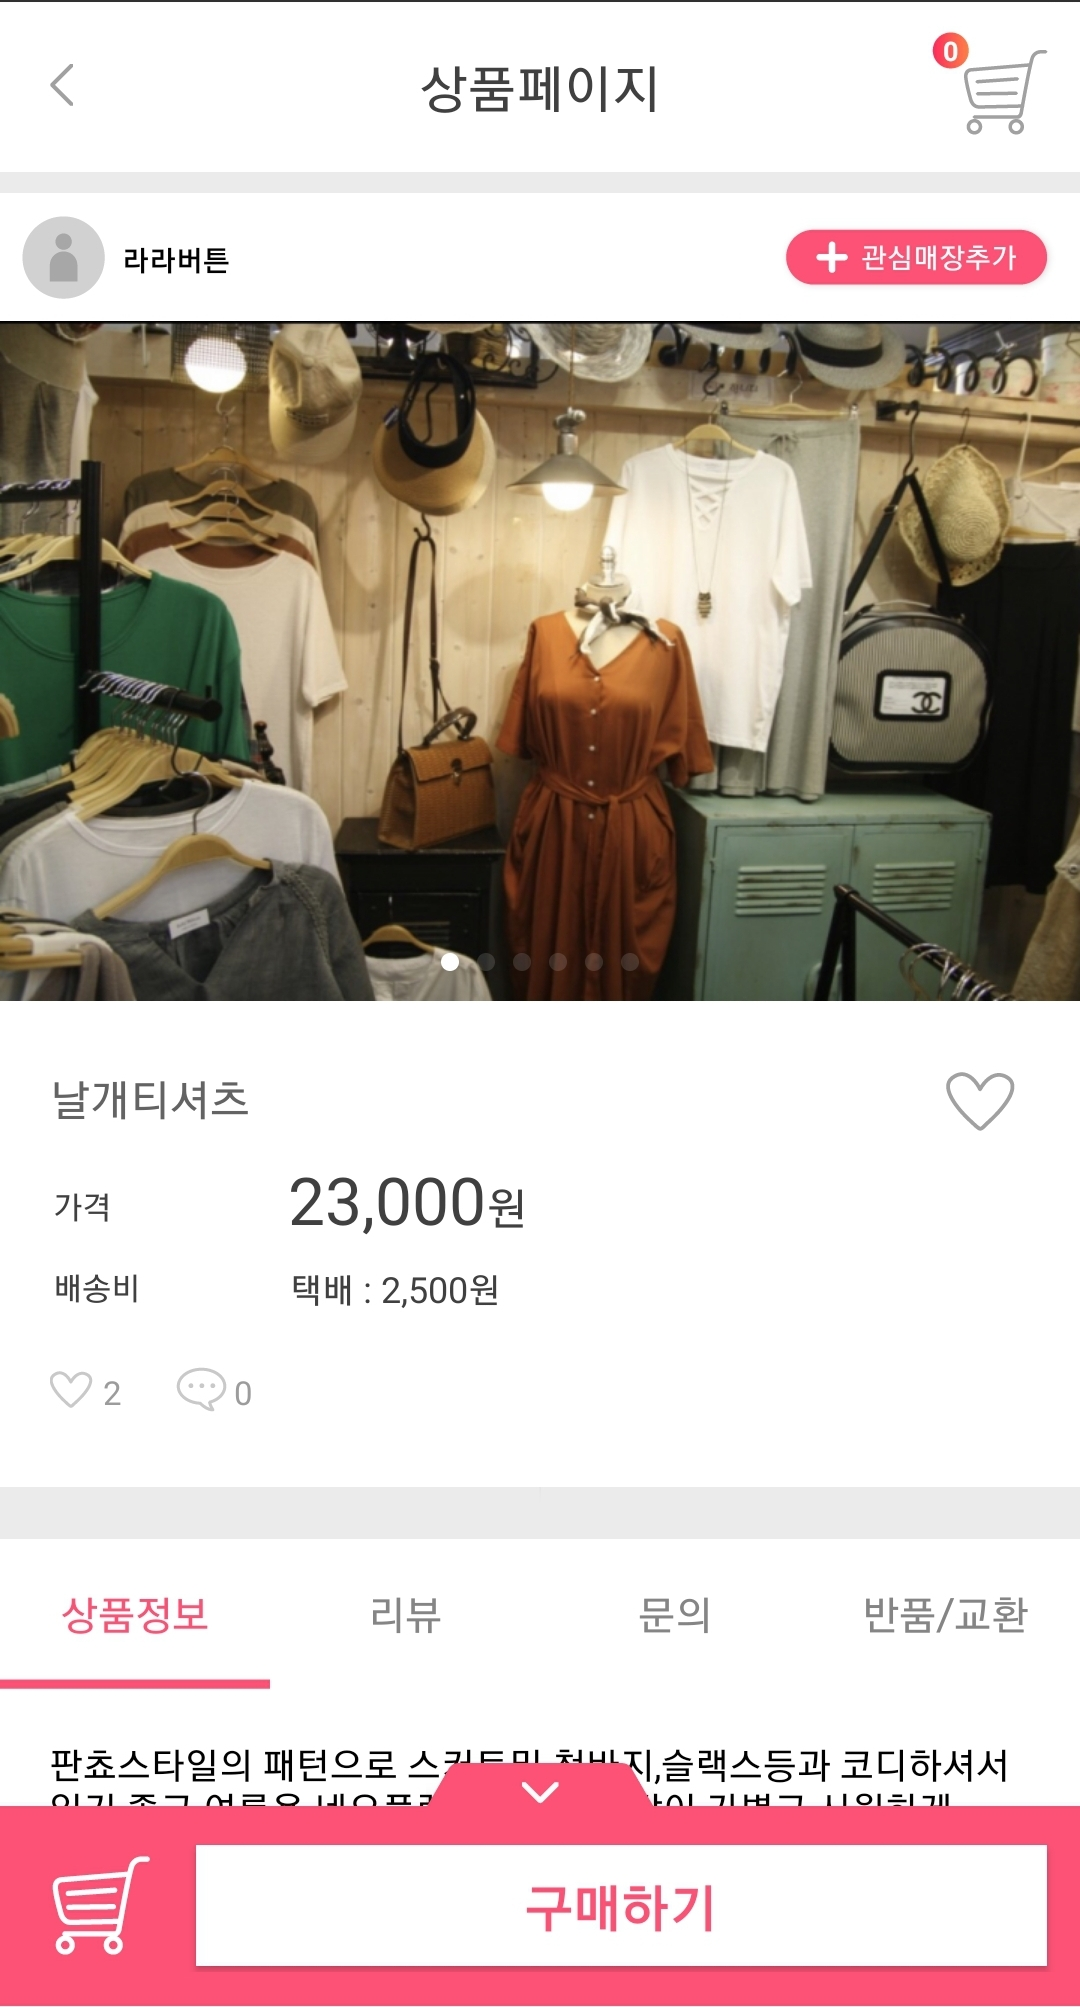 상품페이지
0
라라버튼
관심매장추가
날개티셔츠
가격
23,000원
배송비
택배 : 2,500원
2
0
상품정보
리뷰
문의
반품/교환
판쵸스타일의 패턴으로 청바지,슬랙스등과 코디하셔서
구매하기